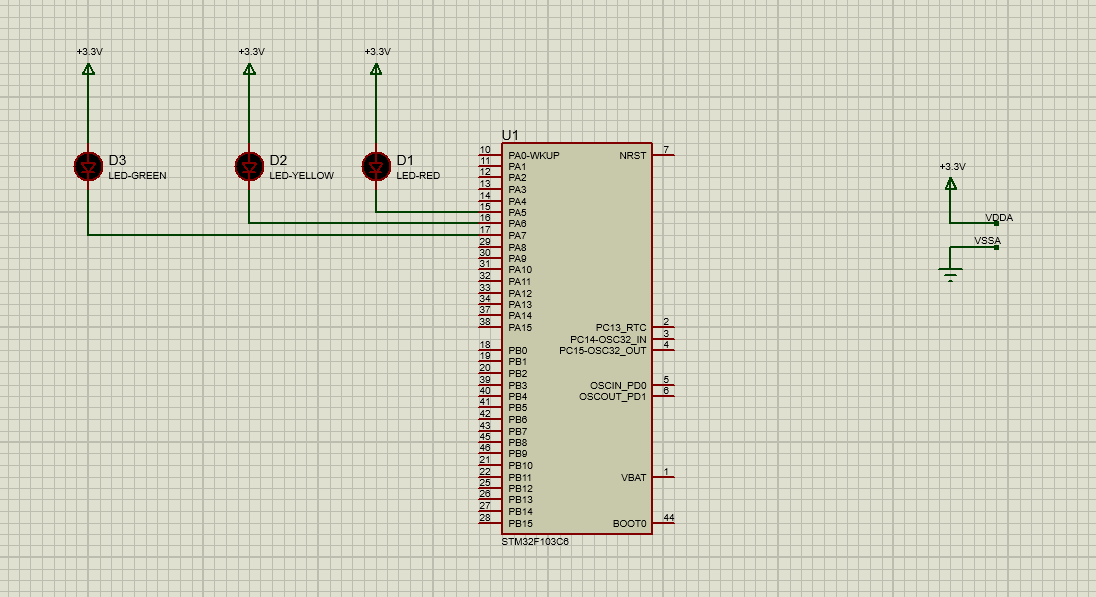 +3.3V
+3.3V
+3.3V
D3
LED-GREEN
D2
LED-YELLOW
D1
LED-RED
U1
10 PA0-WKUP
11 PA1
12 PA2
13 PA3
14 PA4
15 PA5
16 PA6
17 PA7
29 PA8
30 PA9
31 PA10
32 PA11
33 PA12
34 PA13
37 PA14
38 PA15
18 PB0
19 PB1
20 PB2
39 PB3
40 PB4
41 PB5
42 PB6
43 PB7
45 PB8
46 PB9
21 PB10
22 PB11
25 PB12
26 PB13
27 PB14
28 PB15
NRST 7
PC13_RTC 2
PC14-OSC32_IN 3
PC15-OSC32_OUT 4
OSCIN_PD0 5
OSCOUT_PD1 6
VBAT 1
BOOT0 44
STM32F103C6
+3.3V
VDDA
VSSA